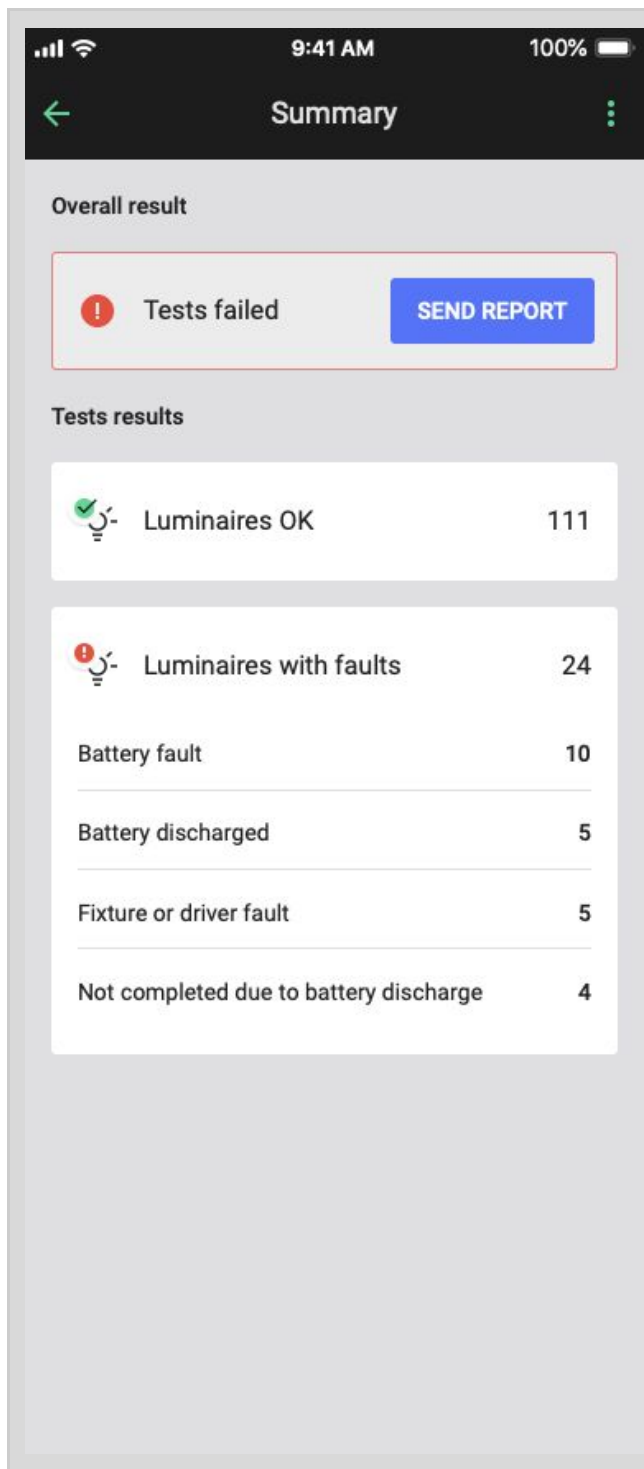 9:41 AM
100%
Summary
Overall result
Tests failed
SEND REPORT
Tests results
Luminaires OK 111
Luminaires with faults 24
Battery fault 10
Battery discharged 5
Fixture or driver fault 5
Not completed due to battery discharge 4